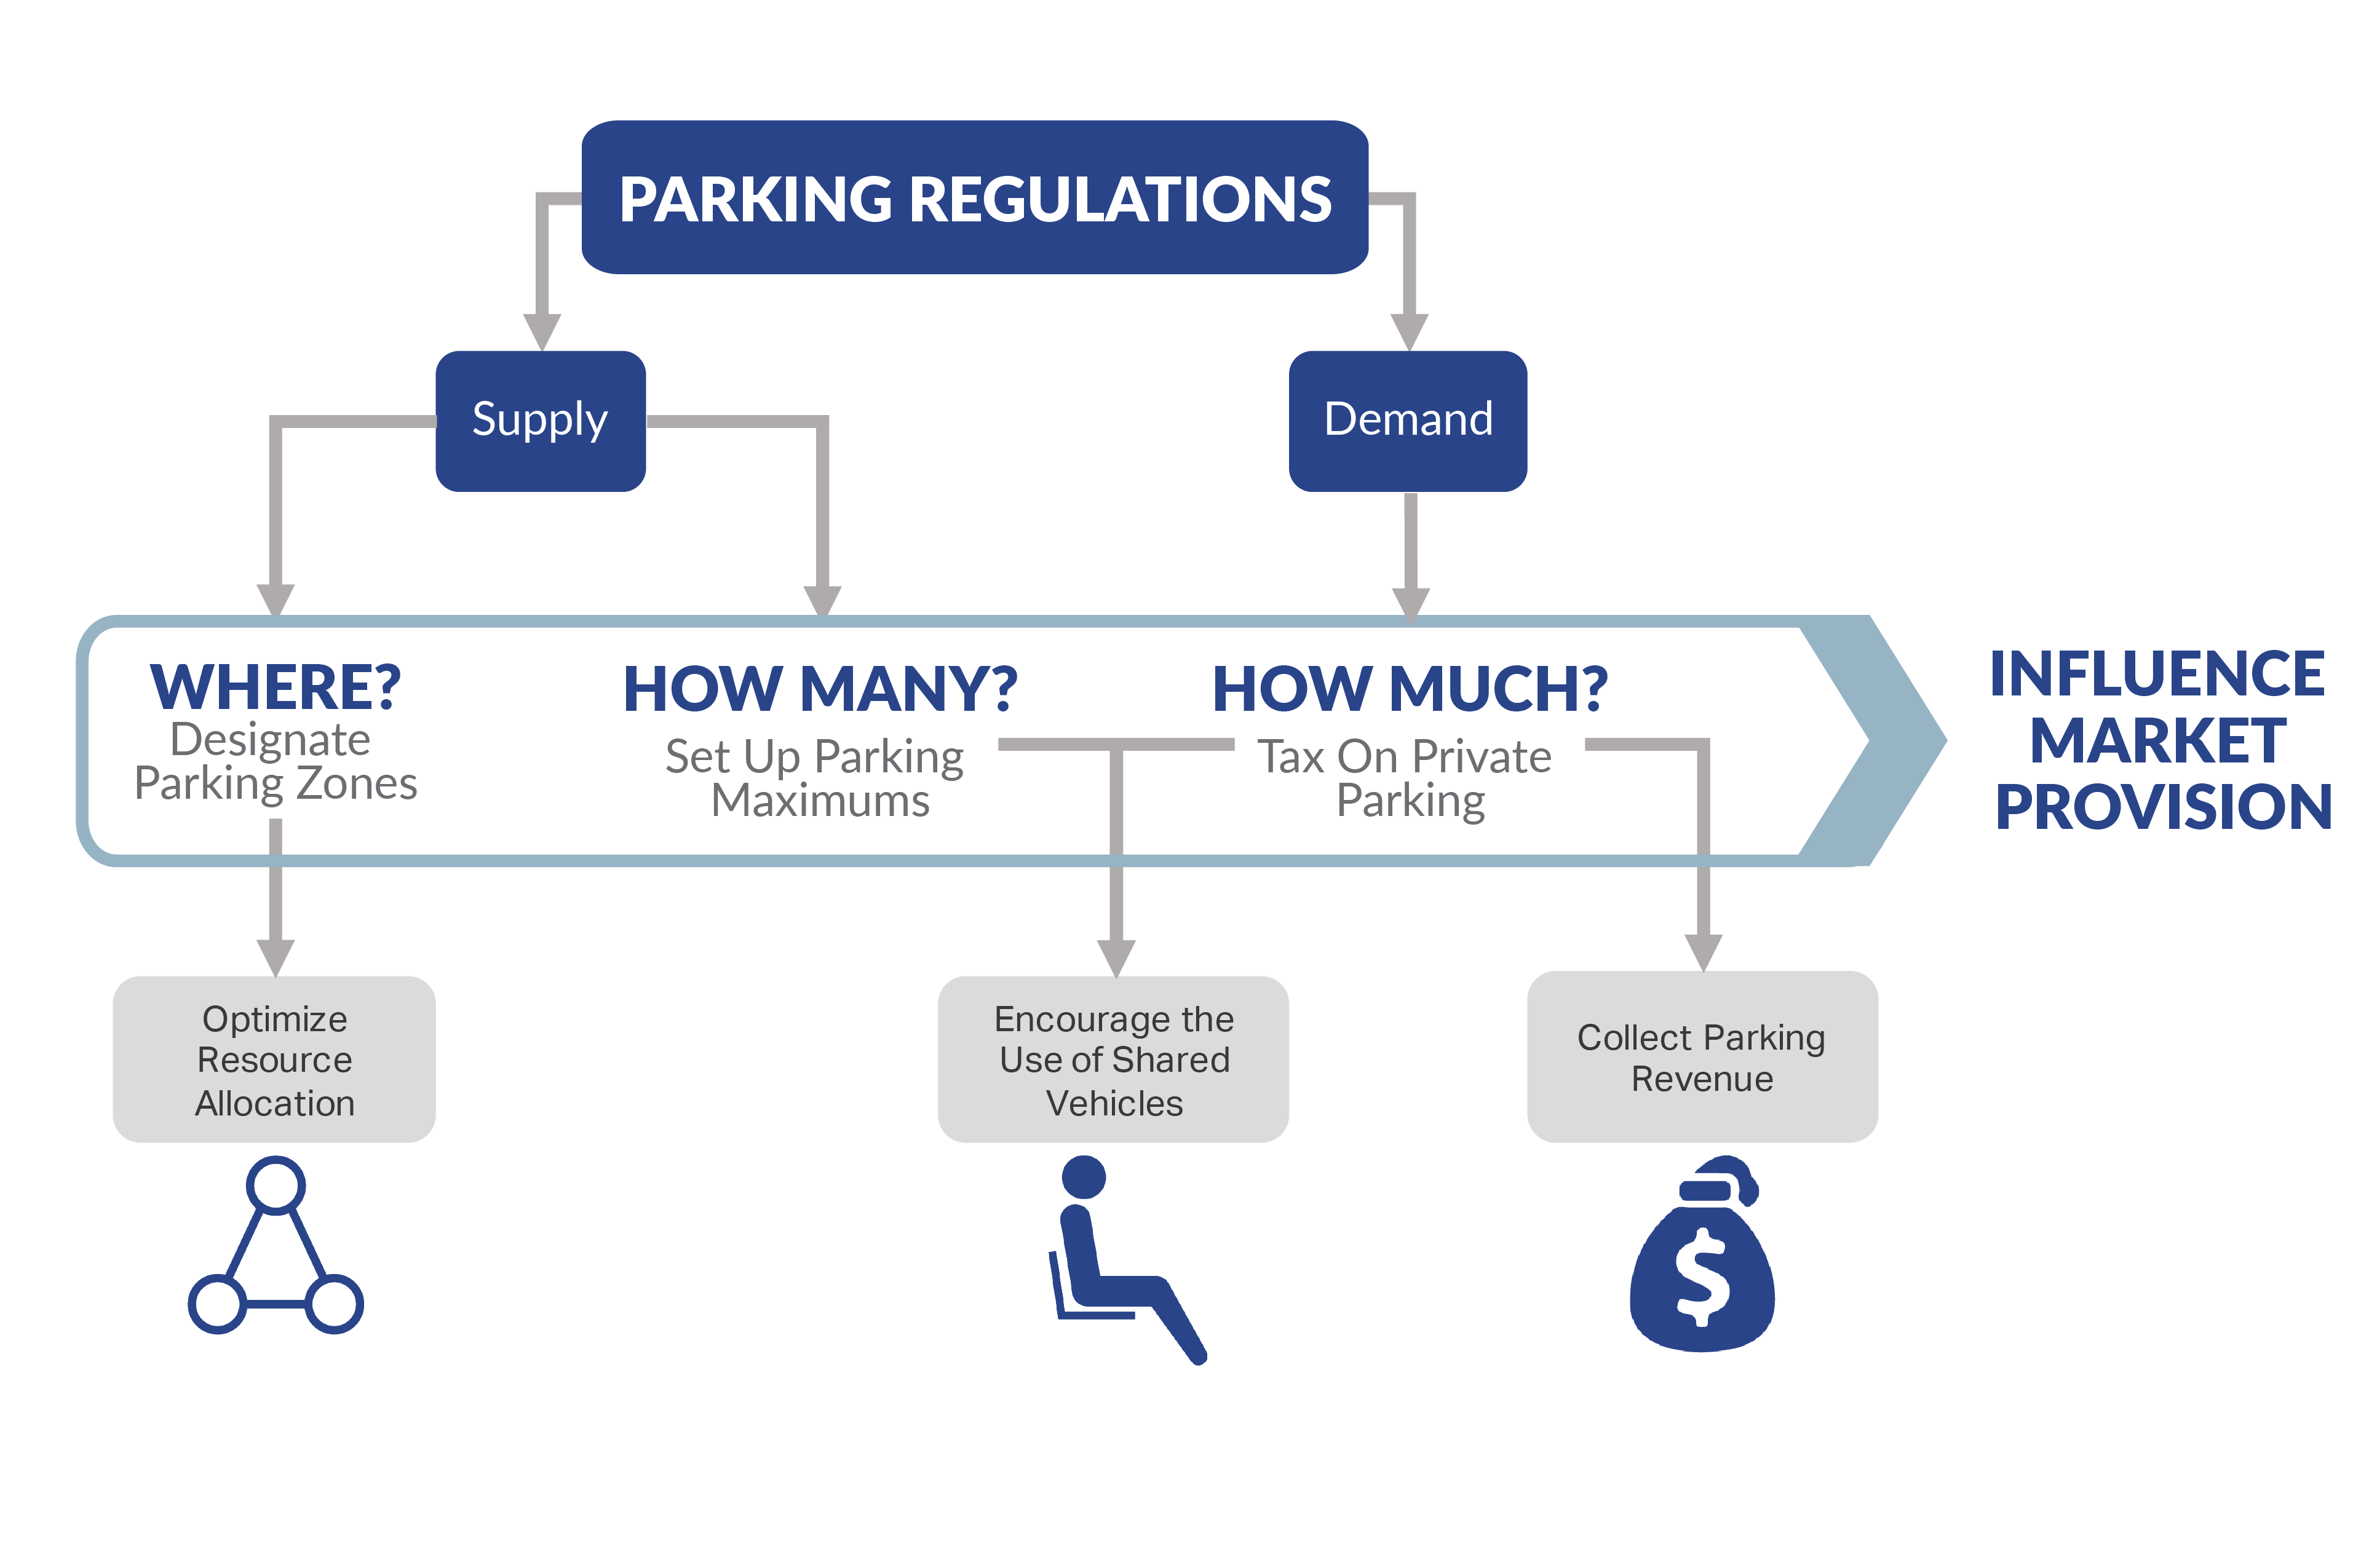 PARKING REGULATIONS
Supply
Demand
WHERE?
Designate
Parking Zones
HOW MANY?
Set Up Parking
Maximums
HOW MUCH?
Tax On Private
Parking
INFLUENCE
MARKET
PROVISION
Optimize
Resource
Allocation
Encourage the
Use of Shared
Vehicles
Collect Parking
Revenue
$